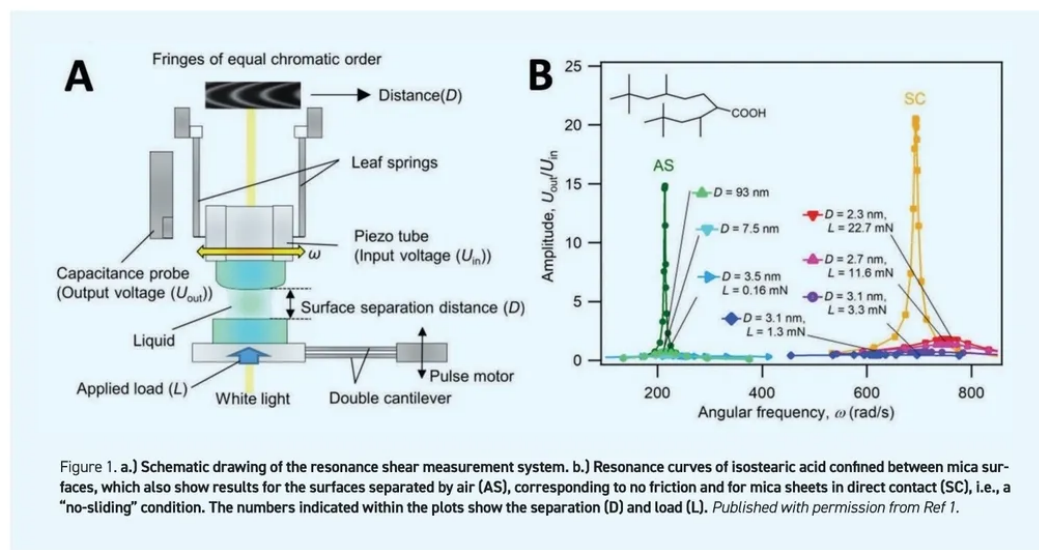 A
Fringes of equal chromatic order
Distance(D)
Leaf springs
Piezo tube
(Input voltage (Uin))
ω
Capacitance probe
(Output voltage (Uout))
Surface separation distance (D)
Liquid
Pulse motor
Applied load (L)
White light
Double cantilever
B
25
20
15
10
5
0
Amplitude, Uout/Uin
COOH
SC
AS
D = 93 nm
D = 7.5 nm
D = 3.5 nm
L = 0.16 mN
D = 3.1 nm,
L = 1.3 mN
D = 2.3 nm,
L = 22.7 mN
D = 2.7 nm,
L = 11.6 mN
D = 3.1 nm,
L = 3.3 mN
200
400
600
800
Angular frequency, ω (rad/s)
Figure 1. a.) Schematic drawing of the resonance shear measurement system. b.) Resonance curves of isostearic acid confined between mica sur-
faces, which also show results for the surfaces separated by air (AS), corresponding to no friction and for mica sheets in direct contact (SC), i.e., a
"no-sliding" condition. The numbers indicated within the plots show the separation (D) and load (L). Published with permission from Ref 1.